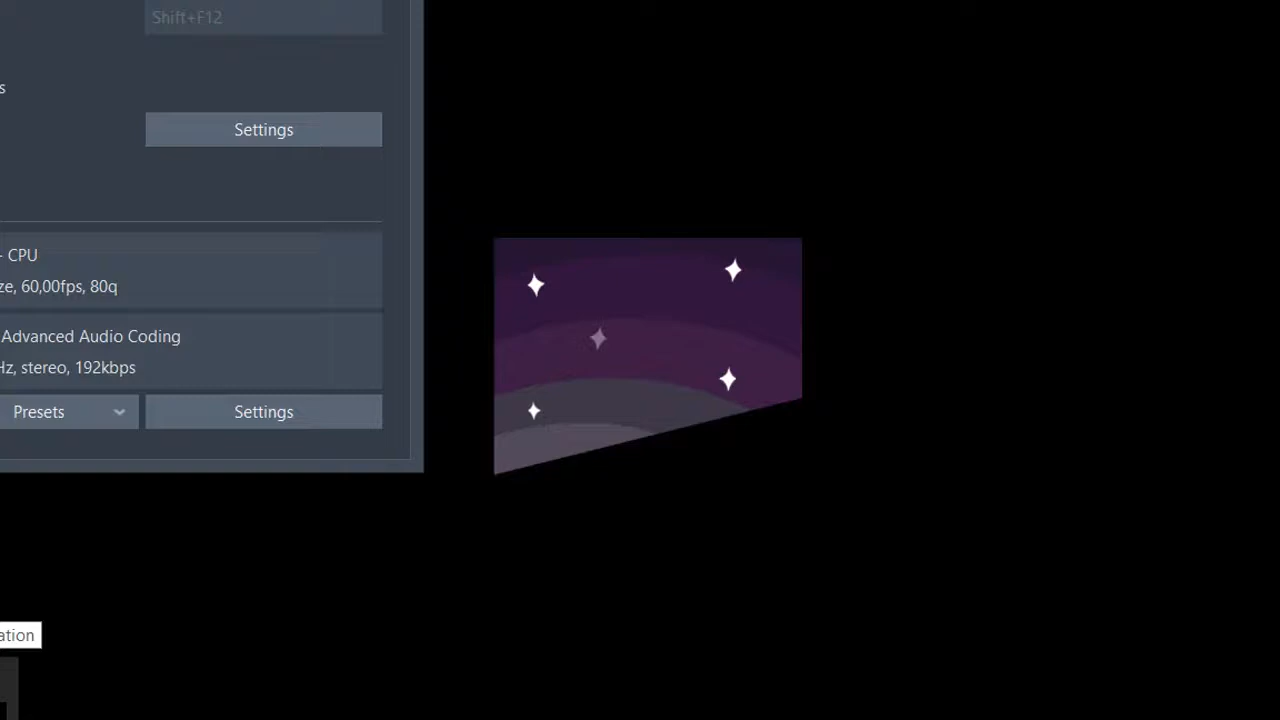 Shift+F12
s
Settings
- CPU
ze, 60,00fps, 80q
Advanced Audio Coding
Hz, stereo, 192kbps
Presets
Settings
ation